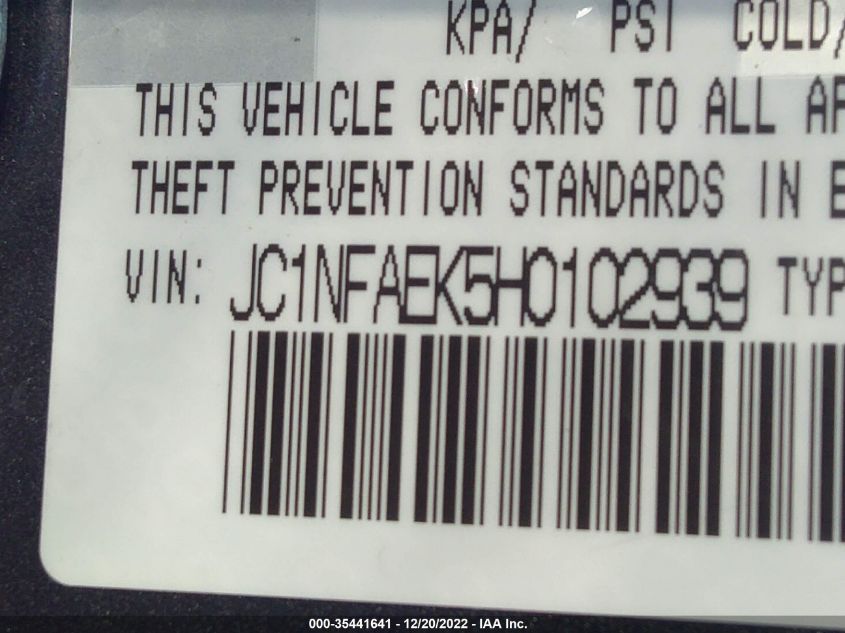 KPA/ PSI COLD/
THIS VEHICLE CONFORMS TO ALL AP
THEFT PREVENTION STANDARDS IN E
VIN: JC1NFAEK5H0102939 TYP
000-35441641 - 12/20/2022 - IAA Inc.